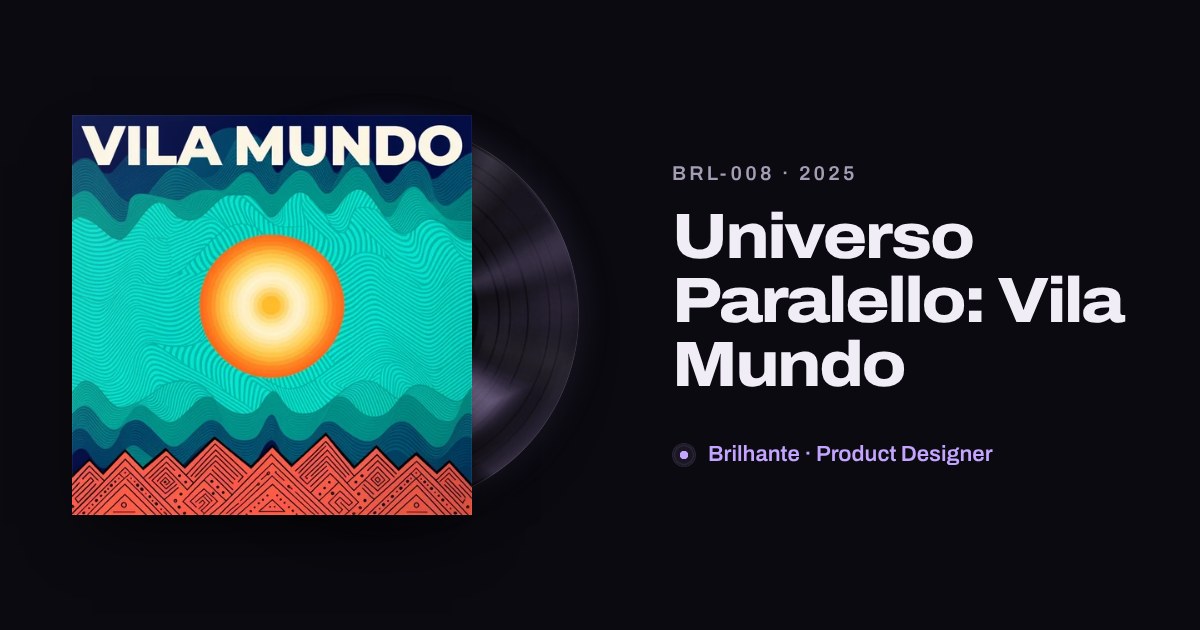 VILA MUNDO
BRL-008 · 2025
Universo
Paralello: Vila
Mundo
Brilhante · Product Designer